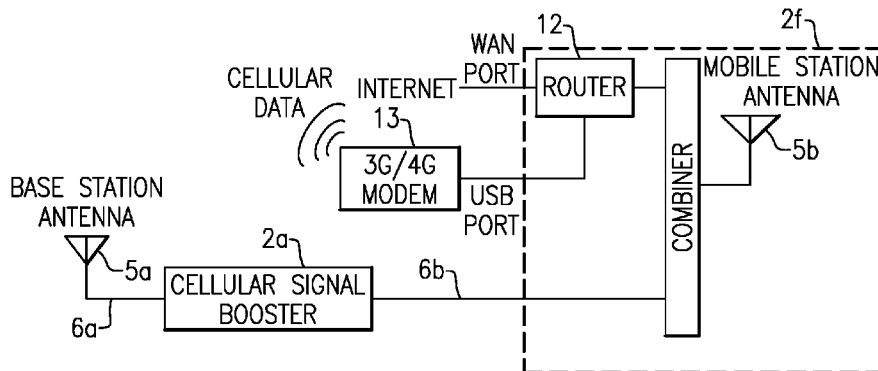 12
2f
WAN
PORT
CELLULAR
DATA
INTERNET
ROUTER
MOBILE STATION
ANTENNA
13
3G/4G
MODEM
5b
USB
PORT
COMBINER
BASE STATION
ANTENNA
5a
2a
6a
CELLULAR SIGNAL
BOOSTER
6b